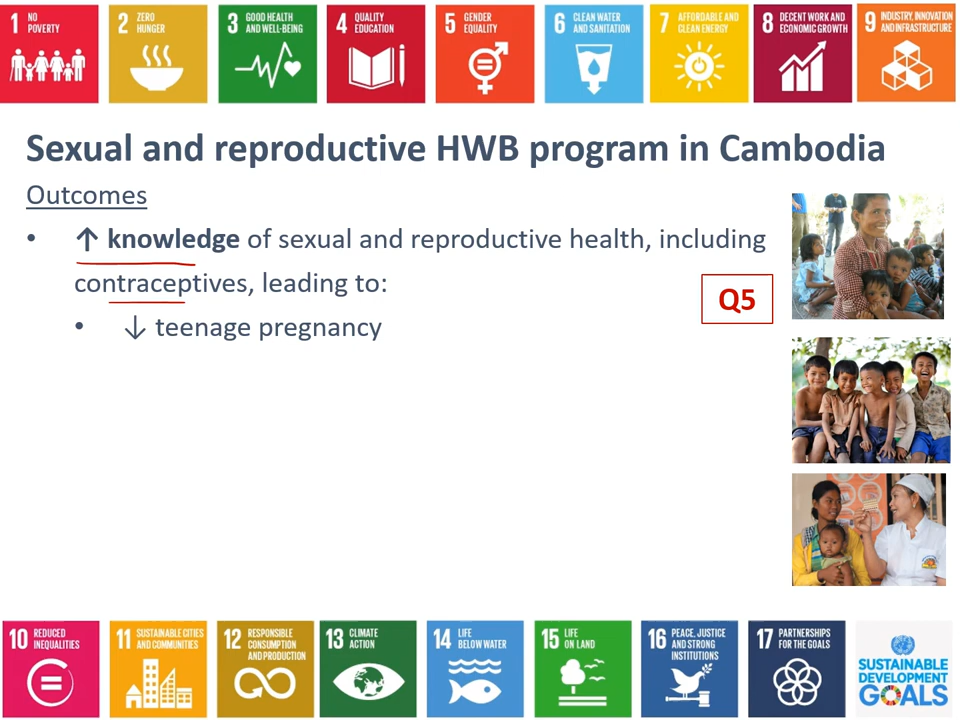 1 NO POVERTY
2 ZERO HUNGER
3 GOOD HEALTH AND WELL-BEING
4 QUALITY EDUCATION
5 GENDER EQUALITY
6 CLEAN WATER AND SANITATION
7 AFFORDABLE AND CLEAN ENERGY
8 DECENT WORK AND ECONOMIC GROWTH
9 INDUSTRY, INNOVATION AND INFRASTRUCTURE
Sexual and reproductive HWB program in Cambodia
Outcomes
• ↑ knowledge of sexual and reproductive health, including
contraceptives, leading to:
Q5
• ↓ teenage pregnancy
10 REDUCED INEQUALITIES
11 SUSTAINABLE CITIES AND COMMUNITIES
12 RESPONSIBLE CONSUMPTION AND PRODUCTION
13 CLIMATE ACTION
14 LIFE BELOW WATER
15 LIFE ON LAND
16 PEACE, JUSTICE AND STRONG INSTITUTIONS
17 PARTNERSHIPS FOR THE GOALS
SUSTAINABLE
DEVELOPMENT
GOALS